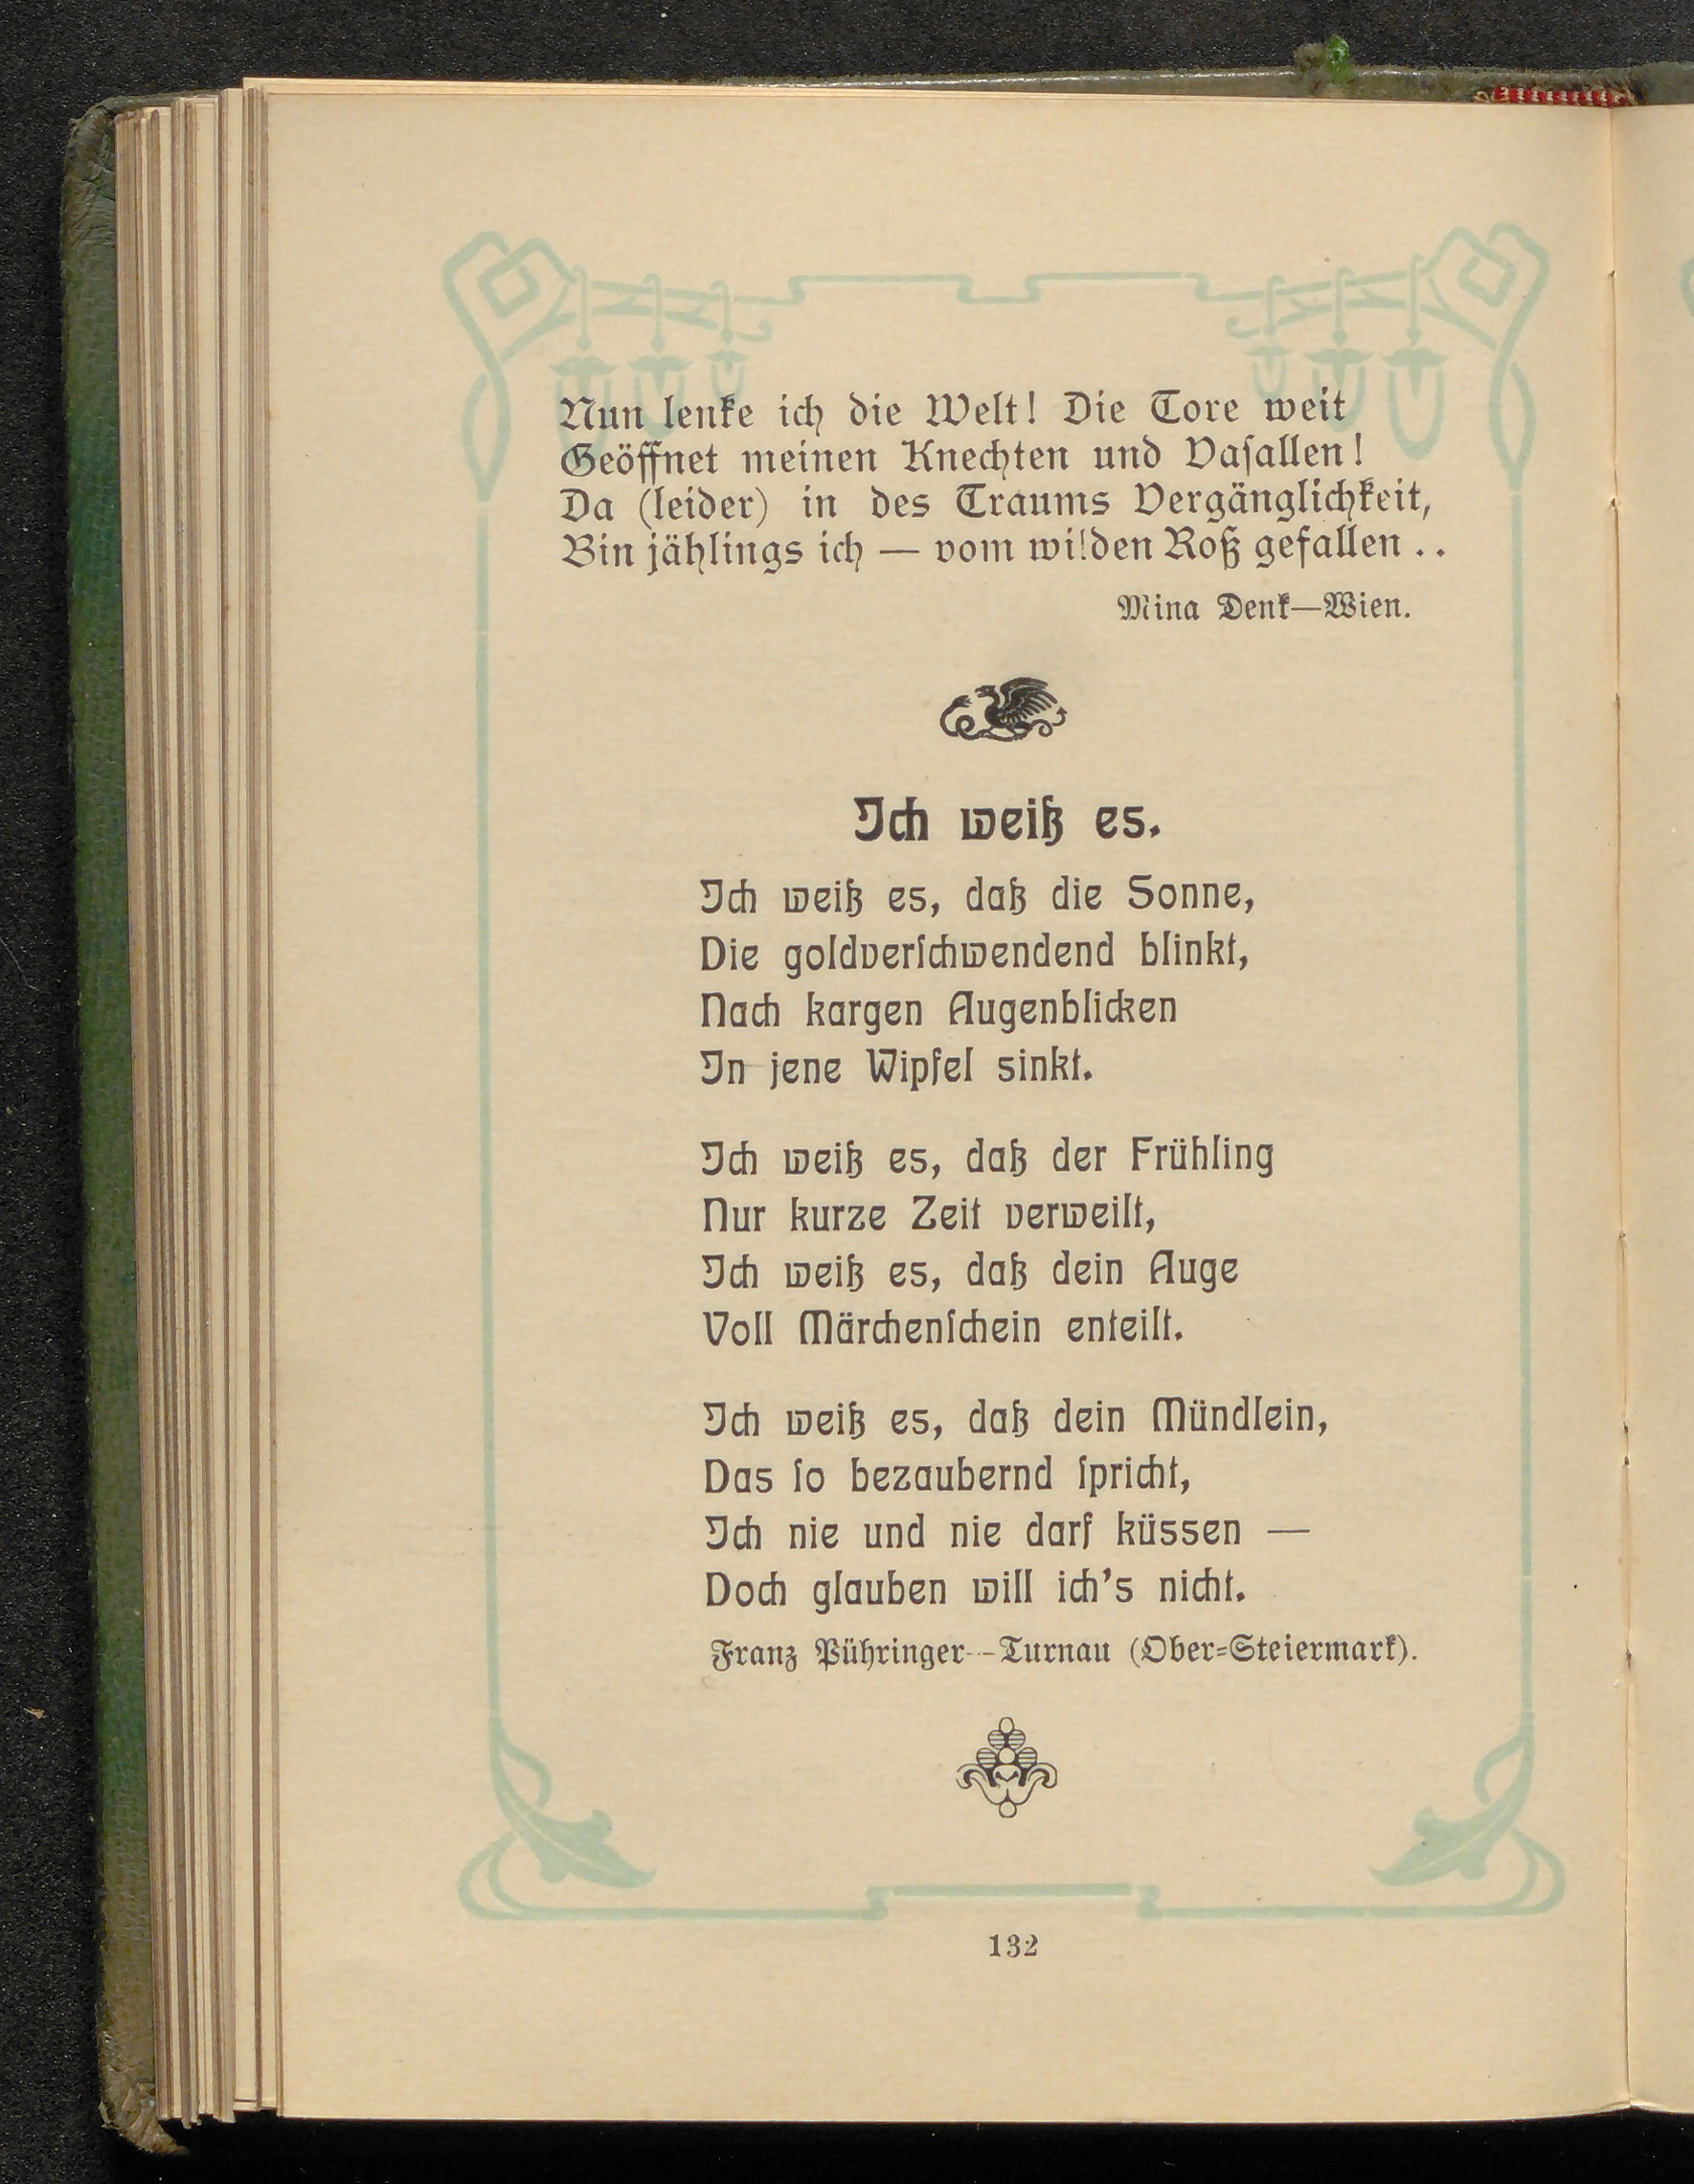 Nun lenke ich die Welt! Die Tore weit
Geöffnet meinen Knechten und Vasallen!
Da (leider) in des Traums Vergänglichkeit,
Bin jählings ich — vom wilden Roß gefallen . .
Mina Denk—Wien.
Ich weiß es.
Ich weiß es, daß die Sonne,
Die goldverschwendend blinkt,
Nach kargen Augenblicken
In jene Wipfel sinkt.
Ich weiß es, daß der Frühling
Nur kurze Zeit verweilt,
Ich weiß es, daß dein Auge
Voll Märchenschein enteilt.
Ich weiß es, daß dein Mündlein,
Das so bezaubernd spricht,
Ich nie und nie darf küssen —
Doch glauben will ich's nicht.
Franz Pühringer—Turnau (Ober-Steiermark).
132